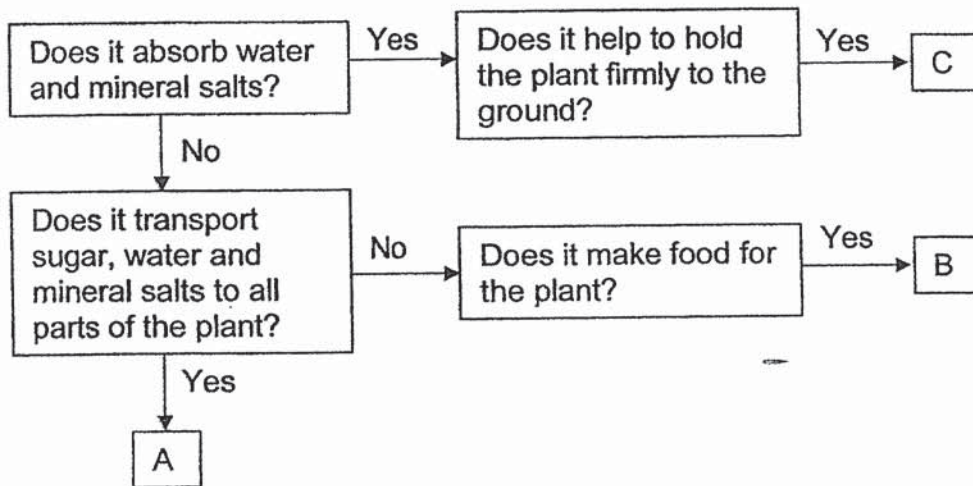 Does it absorb water
and mineral salts?
Yes
Does it help to hold
the plant firmly to the
ground?
Yes
C
No
Does it transport
sugar, water and
mineral salts to all
parts of the plant?
No
Does it make food for
the plant?
Yes
B
Yes
A